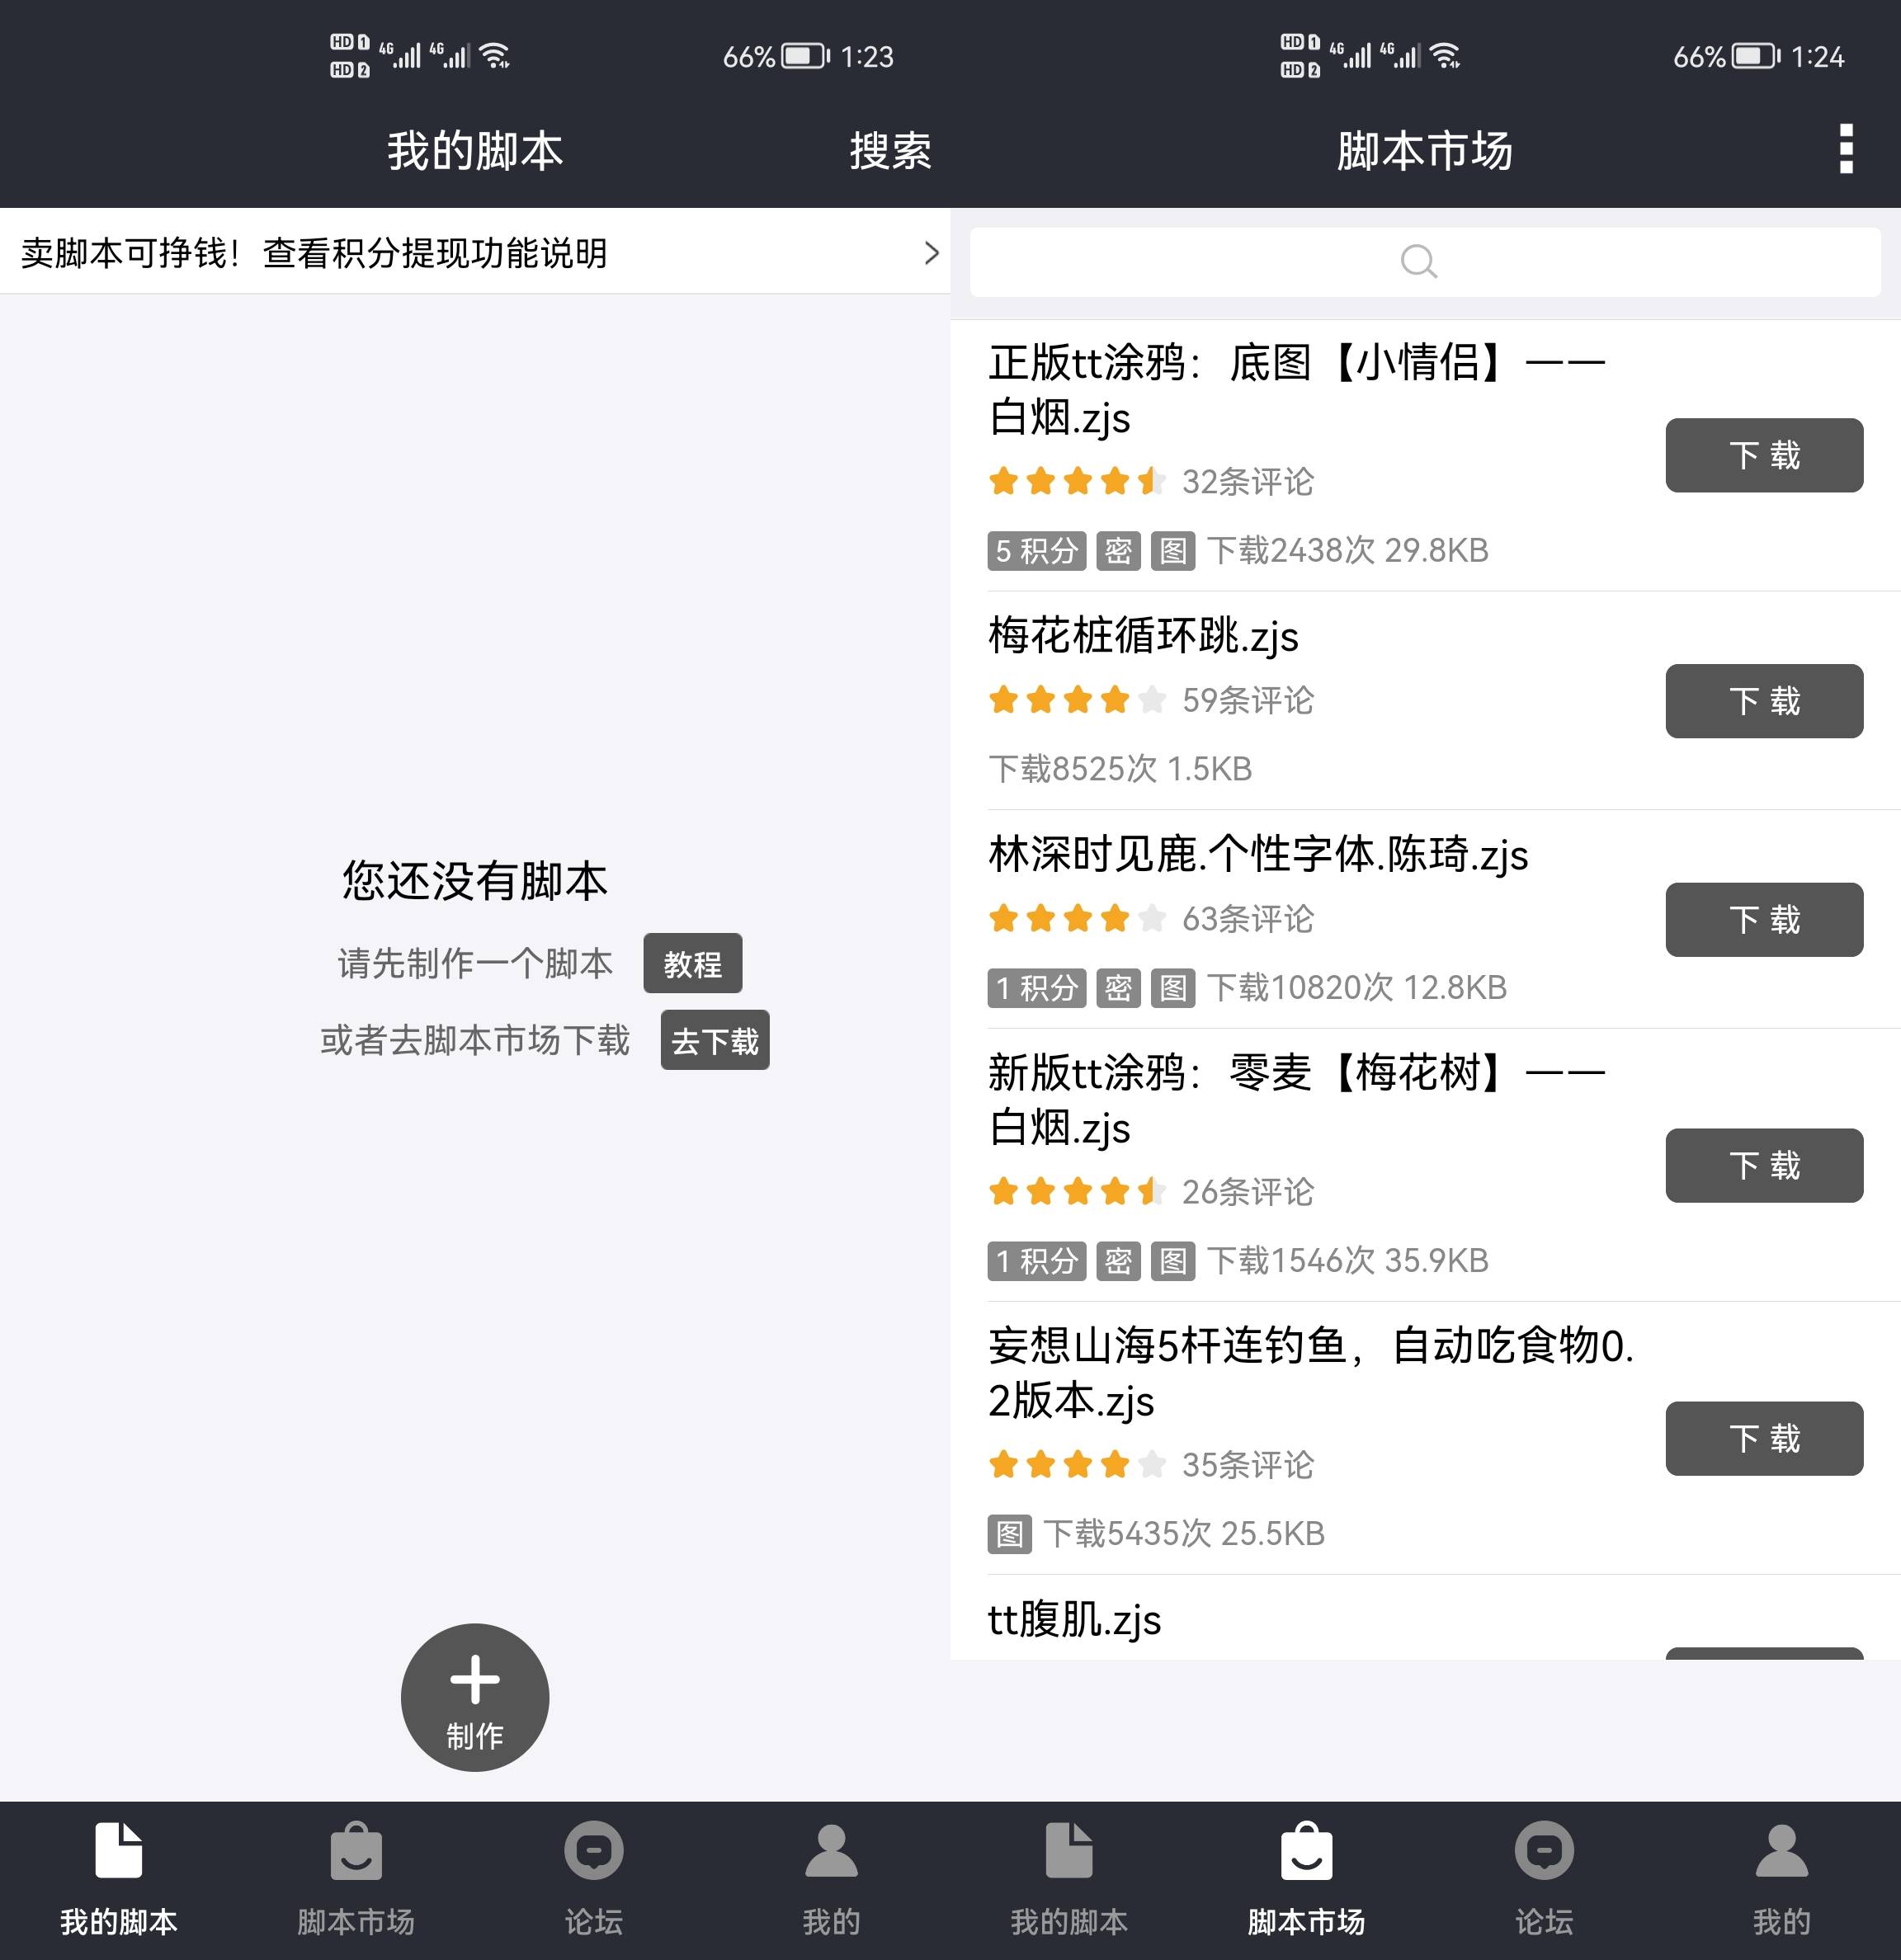 HD 1 4G 4G
HD 2
66% 1:23
我的脚本
搜索
卖脚本可挣钱！查看积分提现功能说明
您还没有脚本
请先制作一个脚本 教程
或者去脚本市场下载 去下载
制作
我的脚本 脚本市场 论坛 我的
HD 1 4G 4G
HD 2
66% 1:24
脚本市场
正版tt涂鸦：底图【小情侣】——
白烟.zjs
32条评论
下 载
5 积分 密 图 下载2438次 29.8KB
梅花桩循环跳.zjs
59条评论
下 载
下载8525次 1.5KB
林深时见鹿.个性字体.陈琦.zjs
63条评论
下 载
1 积分 密 图 下载10820次 12.8KB
新版tt涂鸦：零麦【梅花树】——
白烟.zjs
26条评论
下 载
1 积分 密 图 下载1546次 35.9KB
妄想山海5杆连钓鱼，自动吃食物0.
2版本.zjs
35条评论
下 载
图 下载5435次 25.5KB
tt腹肌.zjs
我的脚本 脚本市场 论坛 我的